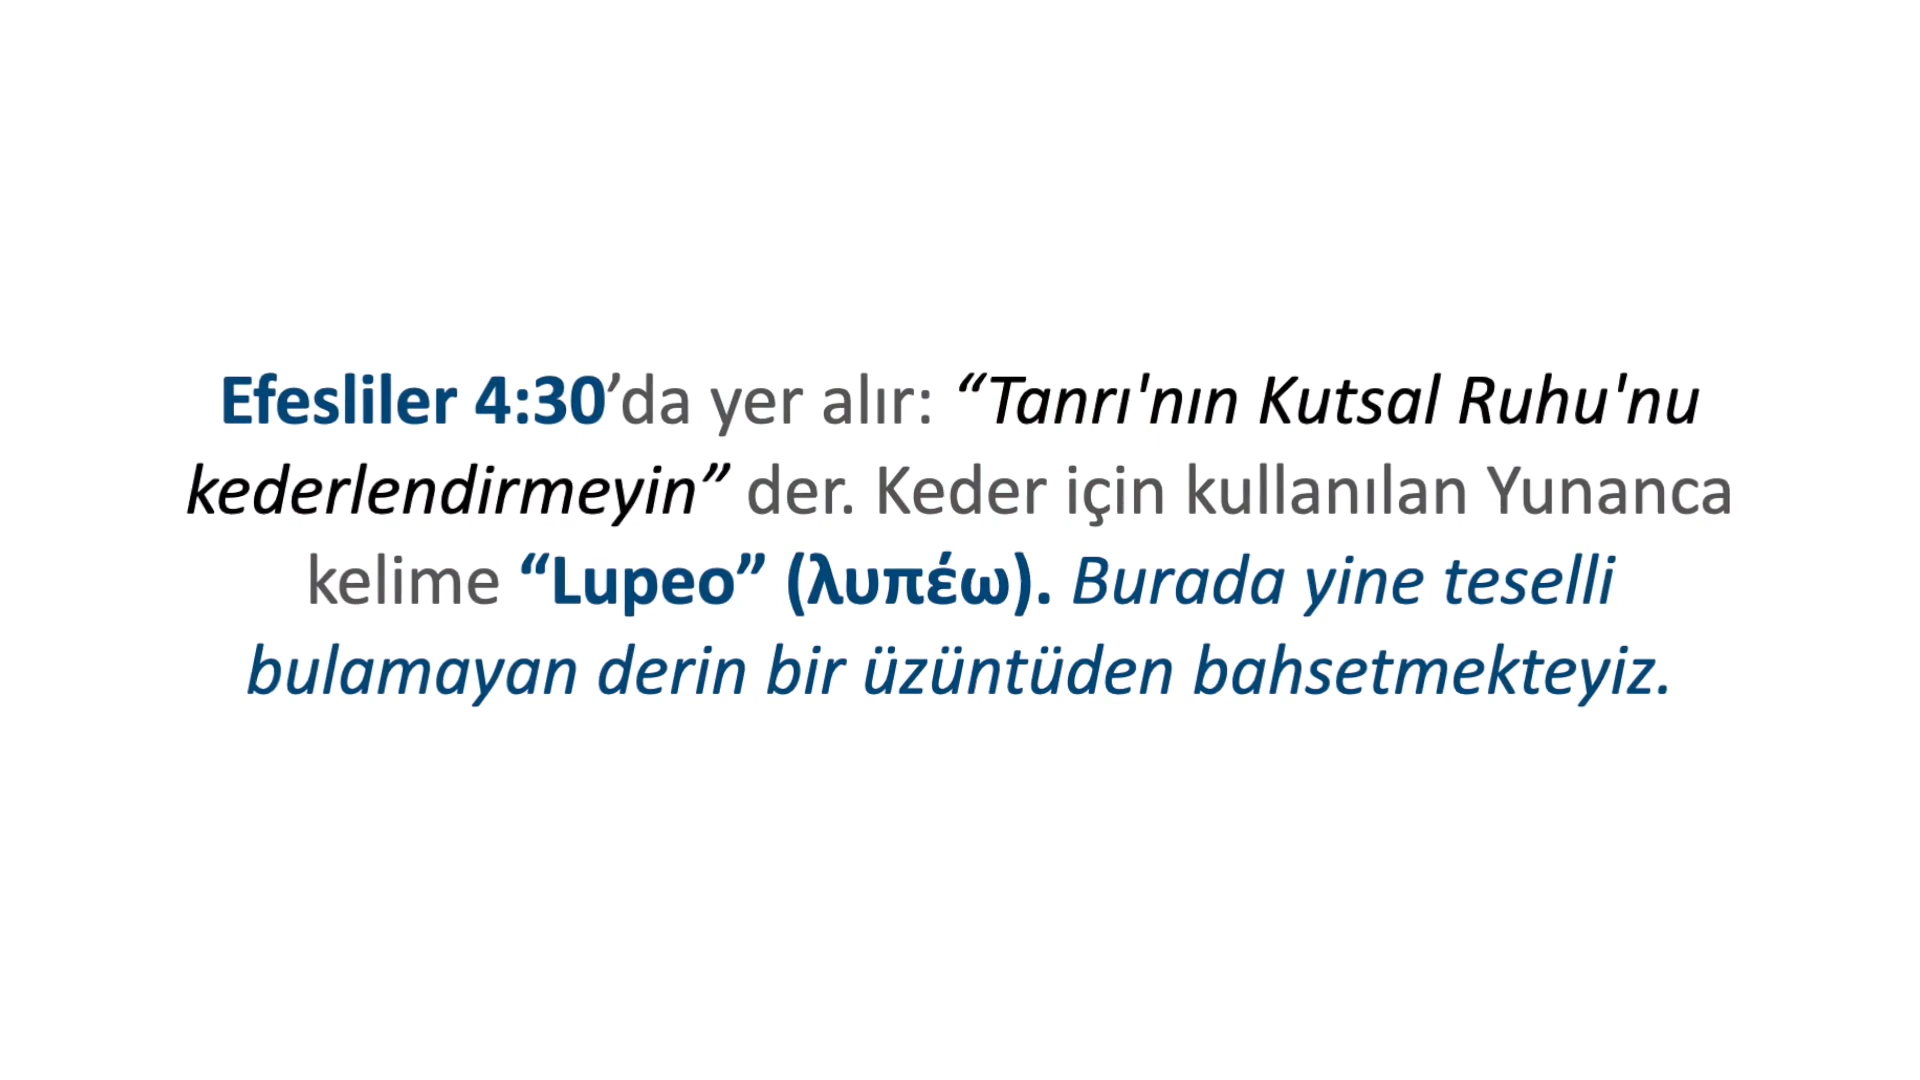 Efesliler 4:30’da yer alır: “Tanrı'nın Kutsal Ruhu'nu
kederlendirmeyin” der. Keder için kullanılan Yunanca
kelime “Lupeo” (λυπέω). Burada yine teselli
bulamayan derin bir üzüntüden bahsetmekteyiz.